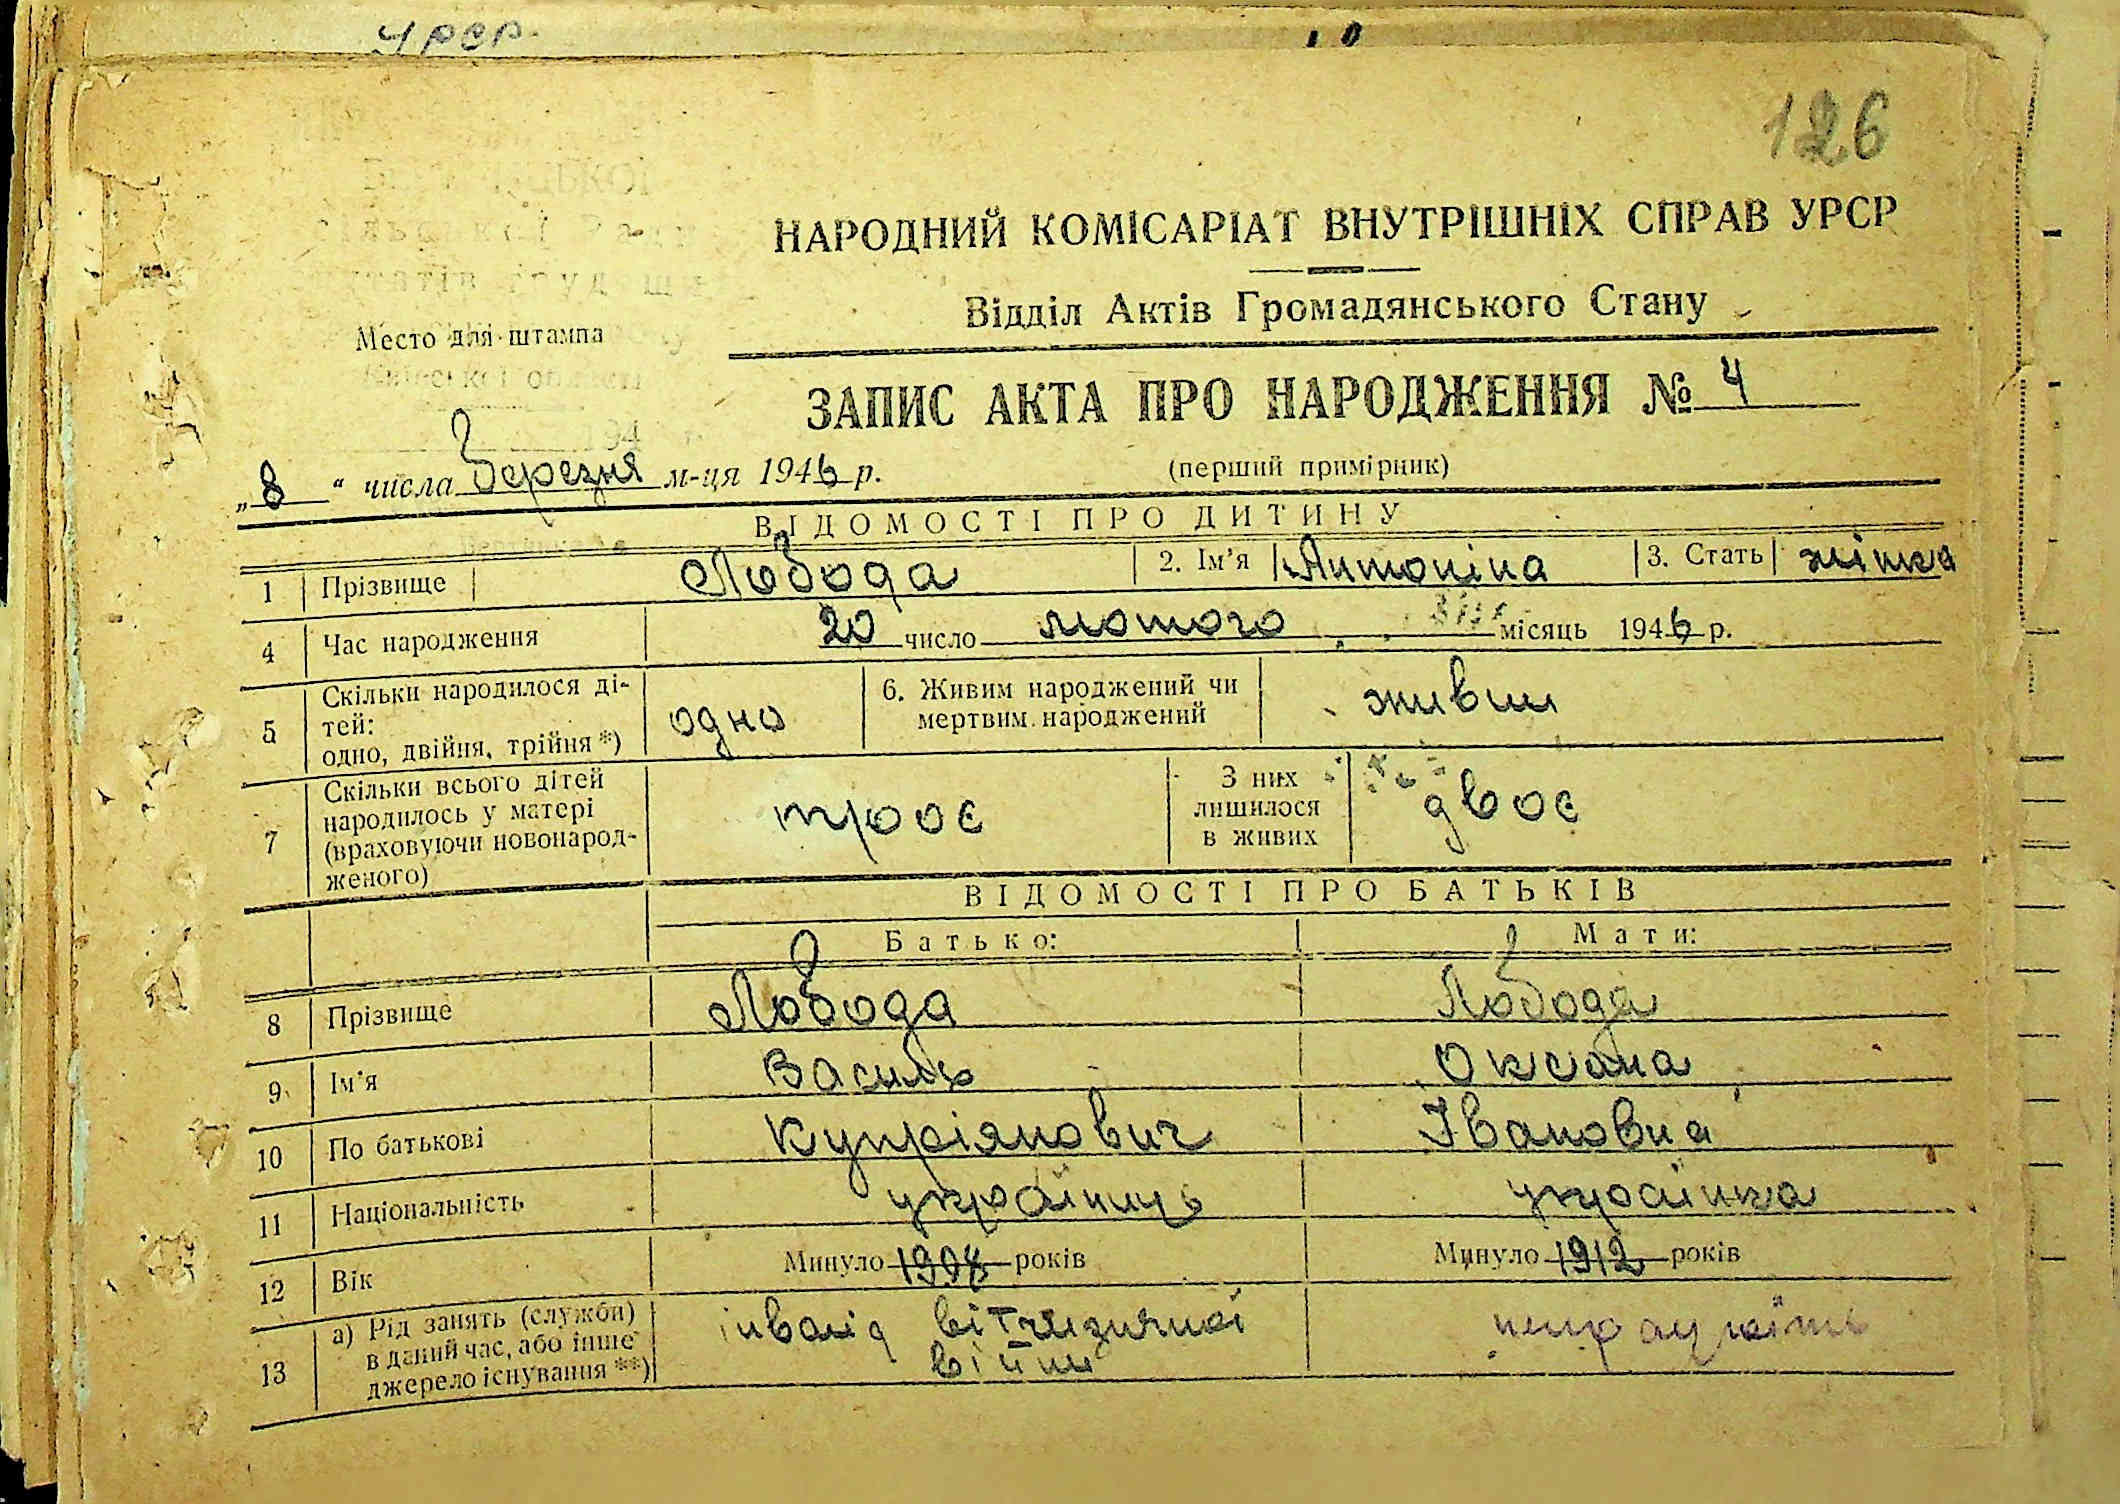 УРСР.
126
НАРОДНИЙ КОМІСАРІАТ ВНУТРІШНІХ СПРАВ УРСР
Відділ Актів Громадянського Стану
Место для штампа
ЗАПИС АКТА ПРО НАРОДЖЕННЯ № 4
"8" числа Березня м-ця 1946 р. (перший примірник)
ВІДОМОСТІ ПРО ДИТИНУ
1 Прізвище Лобода 2. Ім'я Антоніна 3. Стать жінка
4 Час народження 20 число лютого місяць 1946 р.
5 Скільки народилося ді-
тей:
одно, двійня, трійня *) одно 6. Живим народжений чи
мертвим народжений живим
7 Скільки всього дітей
народилось у матері
(враховуючи новонарод-
женого) троє З них
лишилося
в живих двоє
ВІДОМОСТІ ПРО БАТЬКІВ
Батько: Мати:
8 Прізвище Лобода Лобода
9 Ім'я Василь Оксана
10 По батькові Купріянович Івановна
11 Національність україниць українка
12 Вік Минуло 1908 років Минуло 1912 років
13 а) Рід занять (служби)
в даний час, або інше
джерело існування **) інвалід вітчизняної
війни